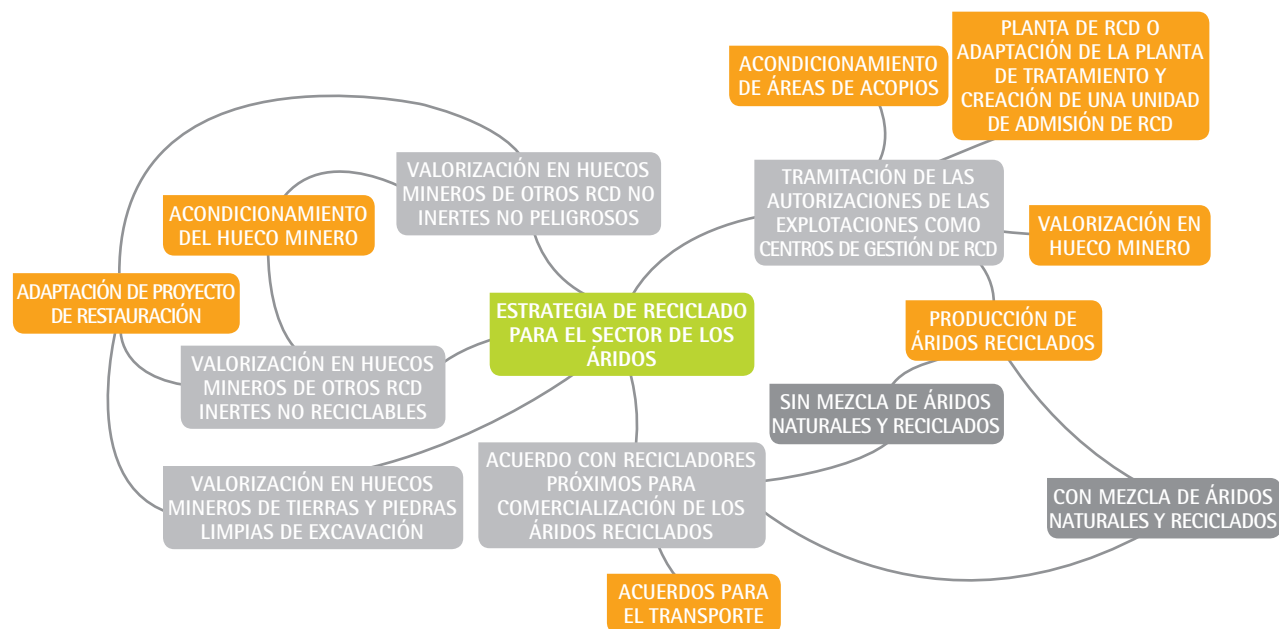 PLANTA DE RCD O
ADAPTACIÓN DE LA PLANTA
DE TRATAMIENTO Y
CREACIÓN DE UNA UNIDAD
DE ADMISIÓN DE RCD
ACONDICIONAMIENTO
DE ÁREAS DE ACOPIOS
VALORIZACIÓN EN HUECOS
MINEROS DE OTROS RCD NO
INERTES NO PELIGROSOS
TRAMITACIÓN DE LAS
AUTORIZACIONES DE LAS
EXPLOTACIONES COMO
CENTROS DE GESTIÓN DE RCD
ACONDICIONAMIENTO
DEL HUECO MINERO
VALORIZACIÓN EN
HUECO MINERO
ADAPTACIÓN DE PROYECTO
DE RESTAURACIÓN
ESTRATEGIA DE RECICLADO
PARA EL SECTOR DE LOS
ÁRIDOS
PRODUCCIÓN DE
ÁRIDOS RECICLADOS
VALORIZACIÓN EN HUECOS
MINEROS DE OTROS RCD
INERTES NO RECICLABLES
SIN MEZCLA DE ÁRIDOS
NATURALES Y RECICLADOS
VALORIZACIÓN EN HUECOS
MINEROS DE TIERRAS Y PIEDRAS
LIMPIAS DE EXCAVACIÓN
ACUERDO CON RECICLADORES
PRÓXIMOS PARA
COMERCIALIZACIÓN DE LOS
ÁRIDOS RECICLADOS
CON MEZCLA DE ÁRIDOS
NATURALES Y RECICLADOS
ACUERDOS PARA
EL TRANSPORTE